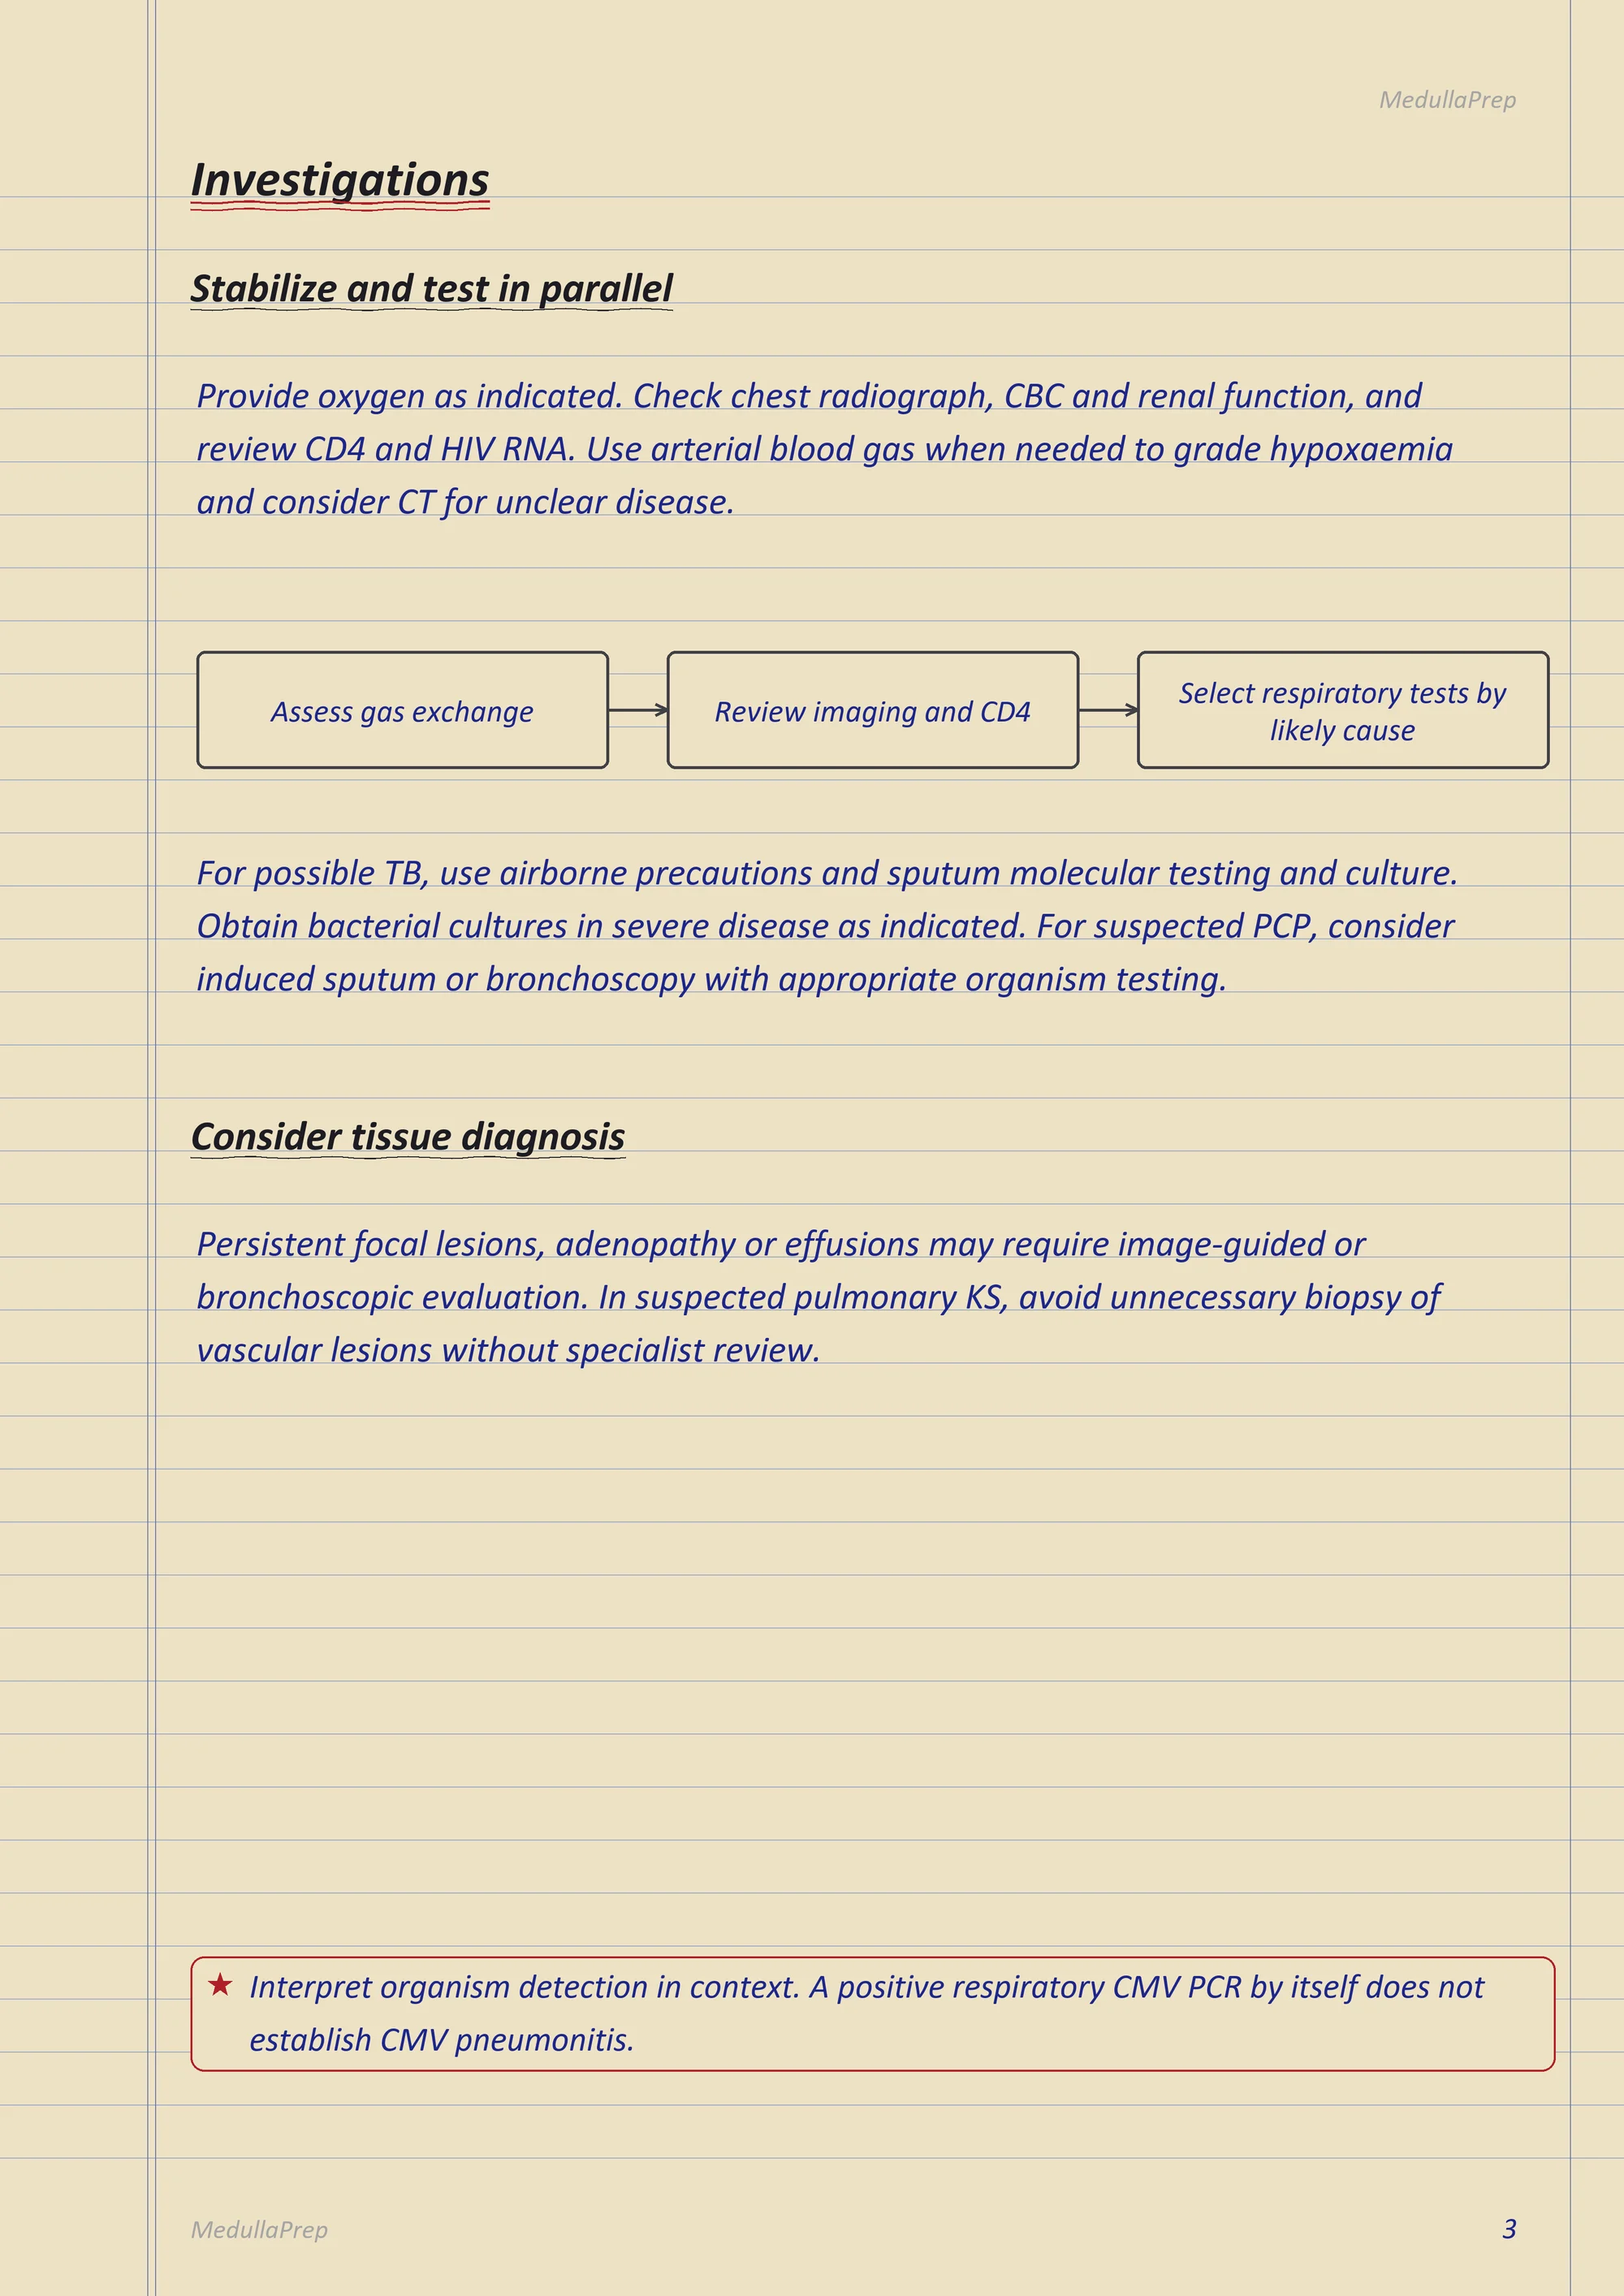 MedullaPrep
Investigations
Stabilize and test in parallel
Provide oxygen as indicated. Check chest radiograph, CBC and renal function, and
review CD4 and HIV RNA. Use arterial blood gas when needed to grade hypoxaemia
and consider CT for unclear disease.
Assess gas exchange
Review imaging and CD4
Select respiratory tests by
likely cause
For possible TB, use airborne precautions and sputum molecular testing and culture.
Obtain bacterial cultures in severe disease as indicated. For suspected PCP, consider
induced sputum or bronchoscopy with appropriate organism testing.
Consider tissue diagnosis
Persistent focal lesions, adenopathy or effusions may require image-guided or
bronchoscopic evaluation. In suspected pulmonary KS, avoid unnecessary biopsy of
vascular lesions without specialist review.
★ Interpret organism detection in context. A positive respiratory CMV PCR by itself does not
establish CMV pneumonitis.
MedullaPrep
3